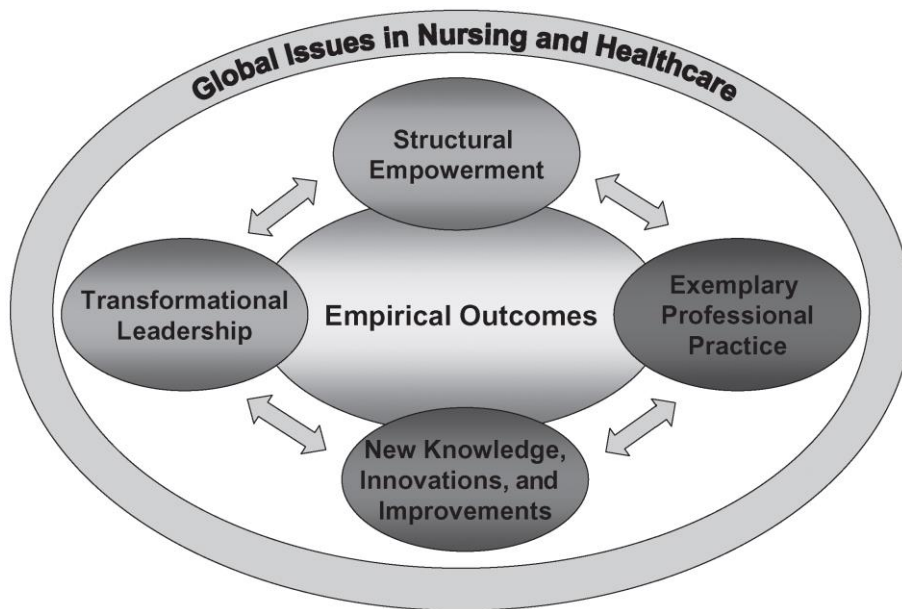 Global Issues in Nursing and Healthcare
Structural
Empowerment
Transformational
Leadership
Empirical Outcomes
Exemplary
Professional
Practice
New Knowledge,
Innovations, and
Improvements